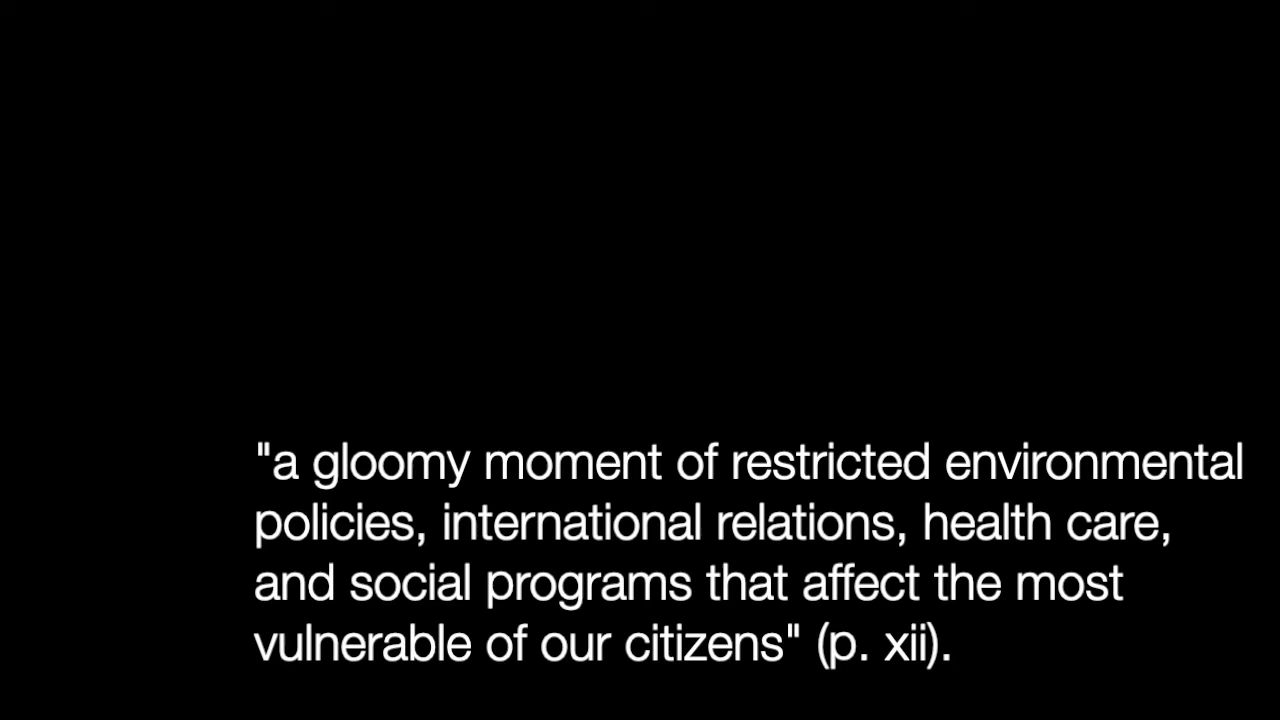 "a gloomy moment of restricted environmental
policies, international relations, health care,
and social programs that affect the most
vulnerable of our citizens" (p. xii).